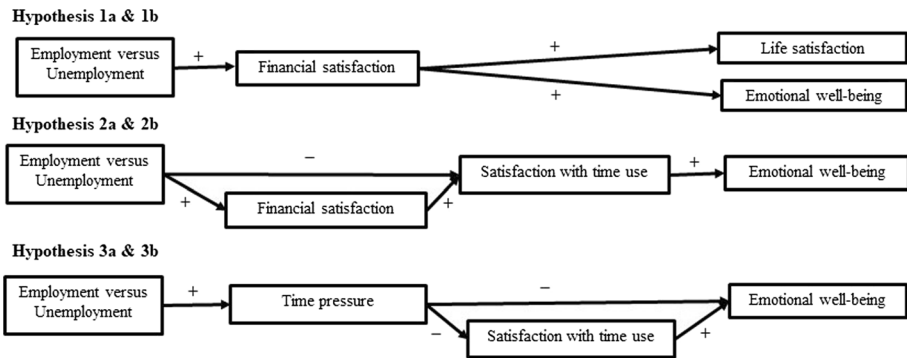 Hypothesis 1a & 1b
Employment versus
Unemployment
+
Financial satisfaction
+
+
Life satisfaction
Emotional well-being
Hypothesis 2a & 2b
Employment versus
Unemployment
−
+
Financial satisfaction
+
Satisfaction with time use
+
Emotional well-being
Hypothesis 3a & 3b
Employment versus
Unemployment
+
Time pressure
−
−
Satisfaction with time use
+
Emotional well-being